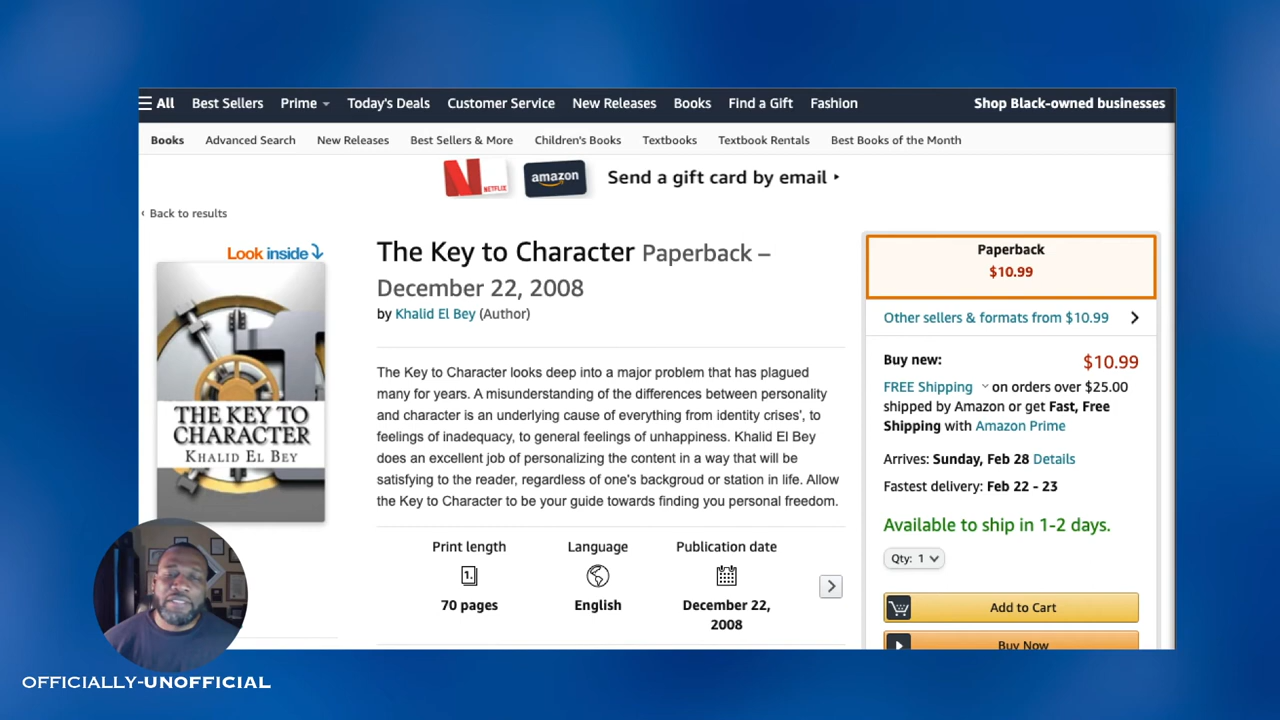 All Best Sellers Prime Today's Deals Customer Service New Releases Books Find a Gift Fashion Shop Black-owned businesses
Books Advanced Search New Releases Best Sellers & More Children's Books Textbooks Textbook Rentals Best Books of the Month
NETFLIX amazon Send a gift card by email
‹ Back to results
Look inside
THE KEY TO
CHARACTER
KHALID EL BEY
The Key to Character Paperback –
December 22, 2008
by Khalid El Bey (Author)
The Key to Character looks deep into a major problem that has plagued
many for years. A misunderstanding of the differences between personality
and character is an underlying cause of everything from identity crises', to
feelings of inadequacy, to general feelings of unhappiness. Khalid El Bey
does an excellent job of personalizing the content in a way that will be
satisfying to the reader, regardless of one's backgroud or station in life. Allow
the Key to Character to be your guide towards finding you personal freedom.
Print length Language Publication date
1.
70 pages English December 22,
2008
Paperback
$10.99
Other sellers & formats from $10.99
Buy new: $10.99
FREE Shipping on orders over $25.00
shipped by Amazon or get Fast, Free
Shipping with Amazon Prime
Arrives: Sunday, Feb 28 Details
Fastest delivery: Feb 22 - 23
Available to ship in 1-2 days.
Qty: 1
Add to Cart
Buy Now
OFFICIALLY-UNOFFICIAL